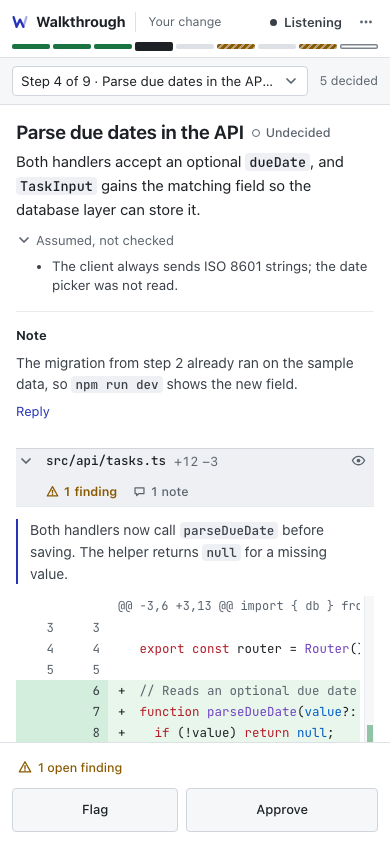 Walkthrough
Your change
Listening
Step 4 of 9 · Parse due dates in the AP...
5 decided
Parse due dates in the API
Undecided
Both handlers accept an optional dueDate, and
TaskInput gains the matching field so the
database layer can store it.
Assumed, not checked
• The client always sends ISO 8601 strings; the date
picker was not read.
Note
The migration from step 2 already ran on the sample
data, so npm run dev shows the new field.
Reply
src/api/tasks.ts +12 −3
1 finding
1 note
Both handlers now call parseDueDate before
saving. The helper returns null for a missing
value.
@@ -3,6 +3,13 @@ import { db } fro
3 3
4 4 export const router = Router()
5 5
6 + // Reads an optional due date
7 + function parseDueDate(value?:
8 + if (!value) return null;
1 open finding
Flag
Approve